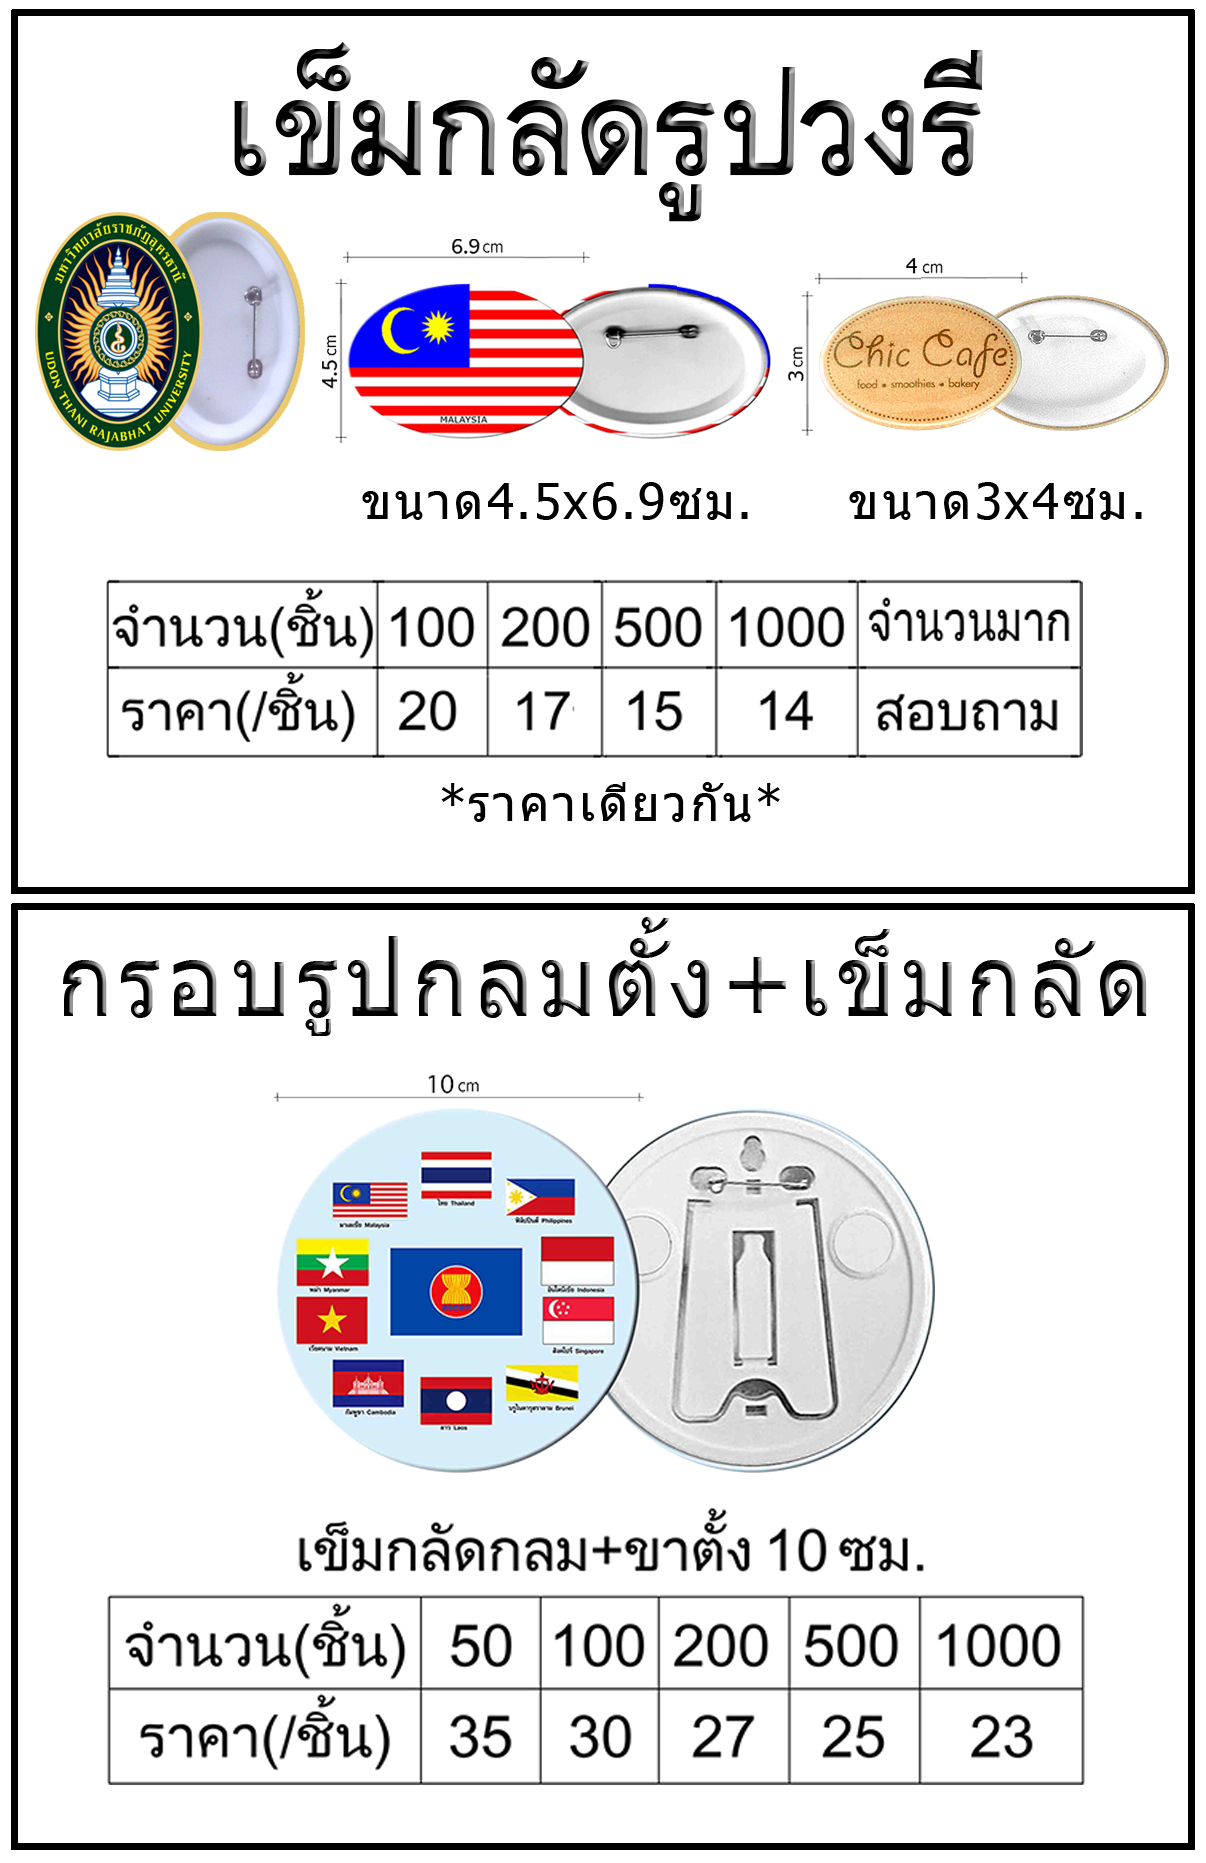 เข็มกลัดรูปวงรี
มหาวิทยาลัยราชภัฏอุดรธานี
UDON THANI RAJABHAT UNIVERSITY
6.9 cm
4.5 cm
MALAYSIA
4 cm
3 cm
Chic Cafe
food • smoothies • bakery
ขนาด4.5x6.9ซม.
ขนาด3x4ซม.
จำนวน(ชิ้น) 100 200 500 1000 จำนวนมาก
ราคา(/ชิ้น) 20 17 15 14 สอบถาม
*ราคาเดียวกัน*
กรอบรูปกลมตั้ง+เข็มกลัด
10 cm
ไทย Thailand
มาเลเซีย Malaysia
ฟิลิปปินส์ Philippines
พม่า Myanmar
อินโดนีเซีย Indonesia
เวียดนาม Vietnam
สิงคโปร์ Singapore
กัมพูชา Cambodia
ลาว Laos
บรูไนดารุสซาลาม Brunei
เข็มกลัดกลม+ขาตั้ง 10 ซม.
จำนวน(ชิ้น) 50 100 200 500 1000
ราคา(/ชิ้น) 35 30 27 25 23